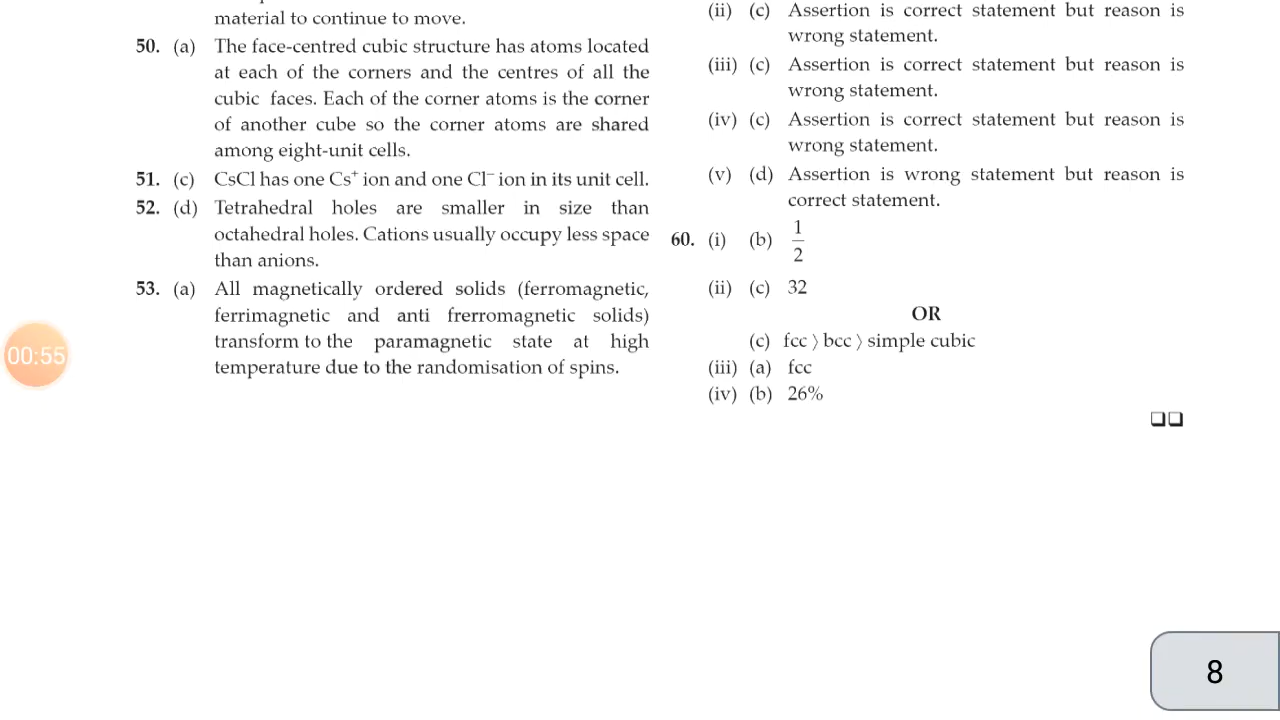 material to continue to move.
50. (a) The face-centred cubic structure has atoms located
at each of the corners and the centres of all the
cubic faces. Each of the corner atoms is the corner
of another cube so the corner atoms are shared
among eight-unit cells.
51. (c) CsCl has one Cs⁺ ion and one Cl⁻ ion in its unit cell.
52. (d) Tetrahedral holes are smaller in size than
octahedral holes. Cations usually occupy less space
than anions.
53. (a) All magnetically ordered solids (ferromagnetic,
ferrimagnetic and anti frerromagnetic solids)
transform to the paramagnetic state at high
temperature due to the randomisation of spins.
(ii) (c) Assertion is correct statement but reason is
wrong statement.
(iii) (c) Assertion is correct statement but reason is
wrong statement.
(iv) (c) Assertion is correct statement but reason is
wrong statement.
(v) (d) Assertion is wrong statement but reason is
correct statement.
60. (i) (b) 1/2
(ii) (c) 32
OR
(c) fcc 〉 bcc 〉 simple cubic
(iii) (a) fcc
(iv) (b) 26%
00:55
8